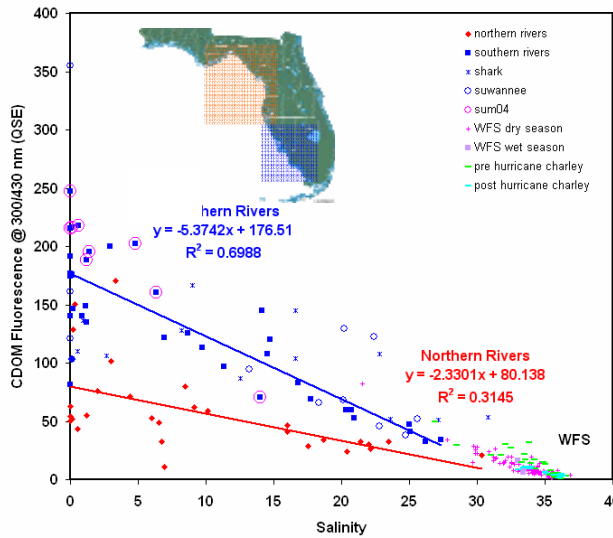 400
350
300
250
200
150
100
50
0
CDOM Fluorescence @ 300/430 nm (QSE)
0 5 10 15 20 25 30 35 40
Salinity
northern rivers
southern rivers
shark
suwannee
sum04
WFS dry season
WFS wet season
pre hurricane charley
post hurricane charley
hern Rivers
y = -5.3742x + 176.51
R² = 0.6988
Northern Rivers
y = -2.3301x + 80.138
R² = 0.3145
WFS